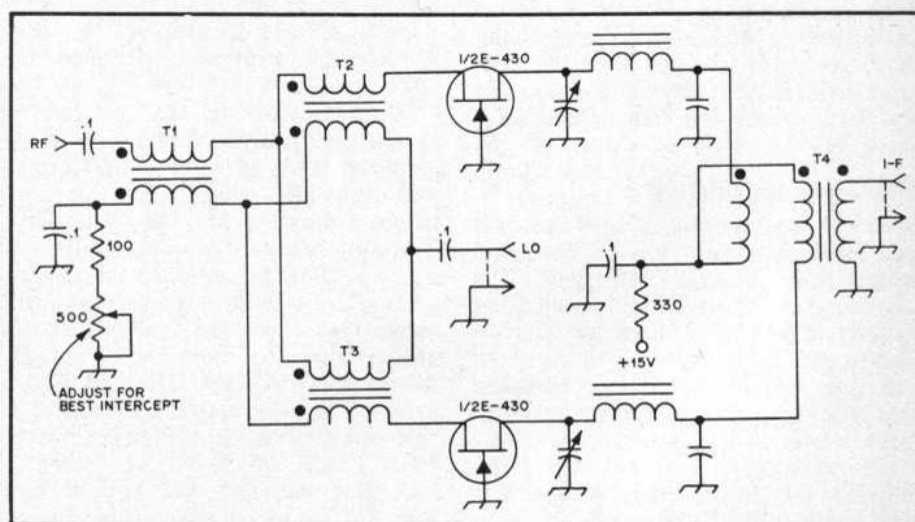 1/2E-430
T2
.1
T1
RF
T4
I-F
.1
100
.1
LO
.1
330
500
+15V
T3
1/2E-430
ADJUST FOR
BEST INTERCEPT